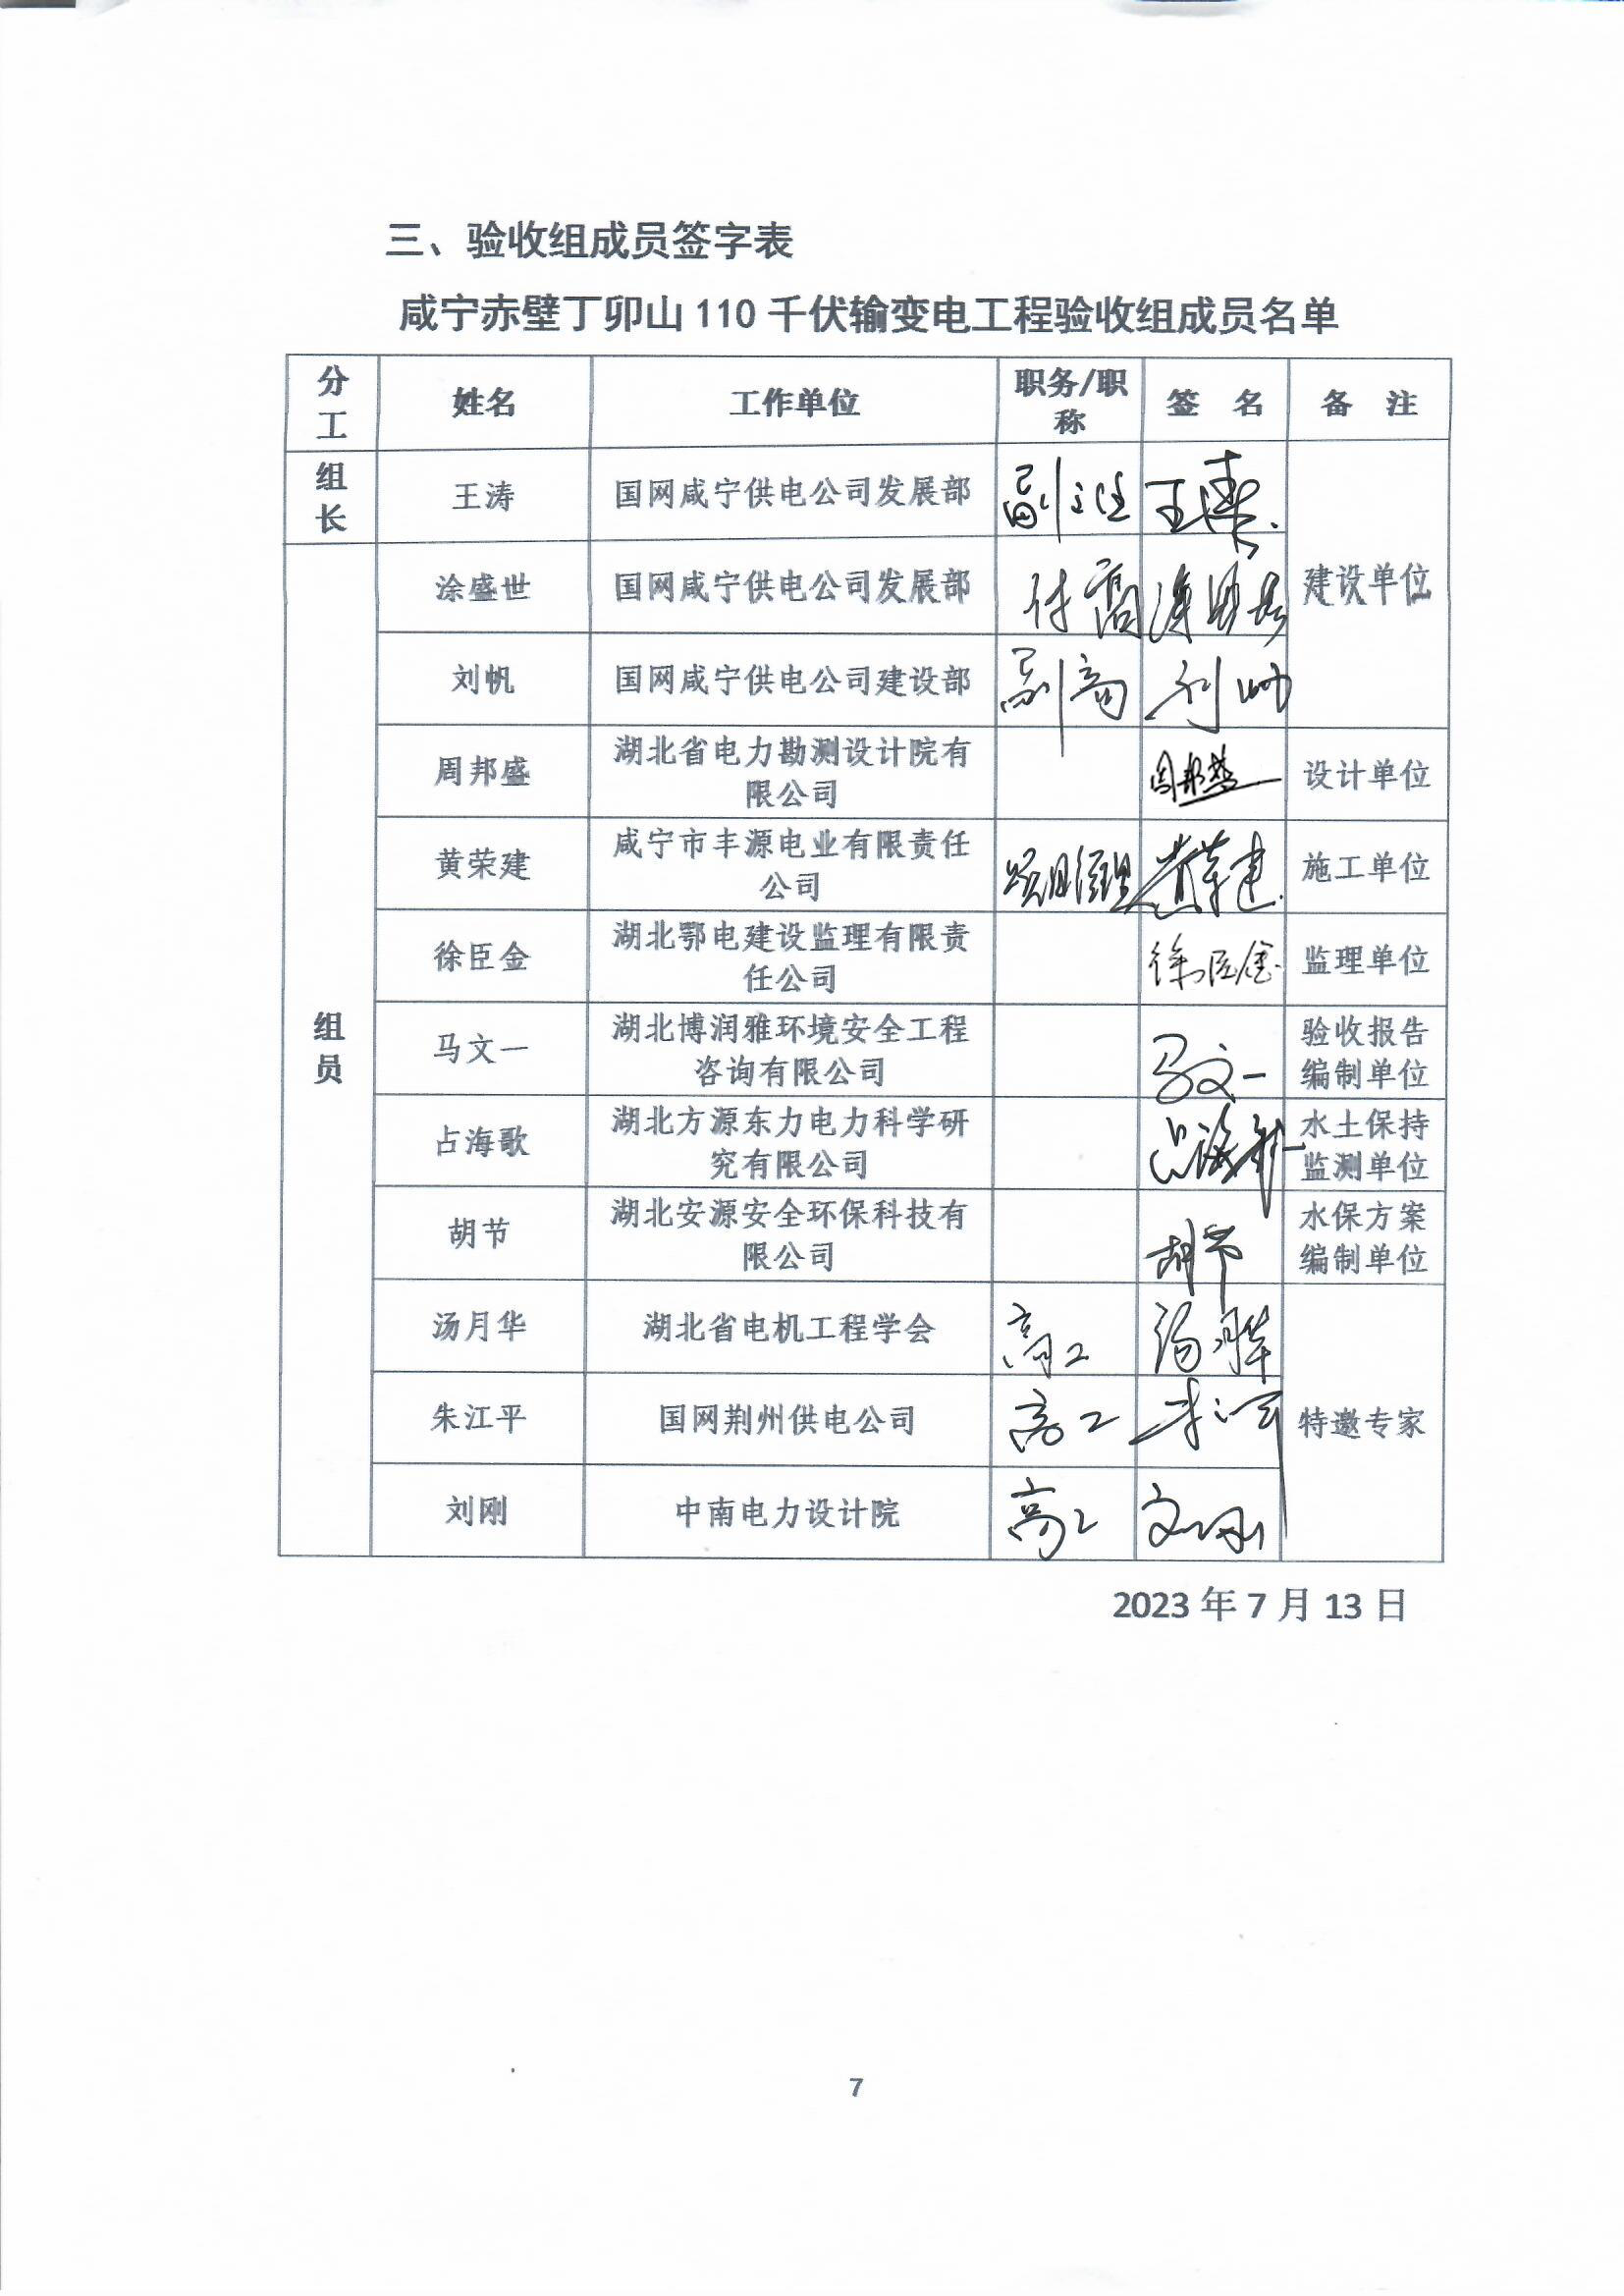 三、验收组成员签字表
咸宁赤壁丁卯山 110 千伏输变电工程验收组成员名单
分工 姓名 工作单位 职务/职称 签 名 备 注
组长 王涛 国网咸宁供电公司发展部 副主任 王涛 建设单位
组员
涂盛世 国网咸宁供电公司发展部 涂盛世
刘帆 国网咸宁供电公司建设部 副高 刘帆
周邦盛 湖北省电力勘测设计院有限公司 周邦盛 设计单位
黄荣建 咸宁市丰源电业有限责任公司 项目经理 黄荣建 施工单位
徐臣金 湖北鄂电建设监理有限责任公司 徐臣金 监理单位
马文一 湖北博润雅环境安全工程咨询有限公司 马文一 验收报告编制单位
占海歌 湖北方源东力电力科学研究有限公司 占海歌 水土保持监测单位
胡节 湖北安源安全环保科技有限公司 胡节 水保方案编制单位
汤月华 湖北省电机工程学会 高工 汤月华 特邀专家
朱江平 国网荆州供电公司 高工 朱江平
刘刚 中南电力设计院 高工 刘刚
2023 年 7 月 13 日
7